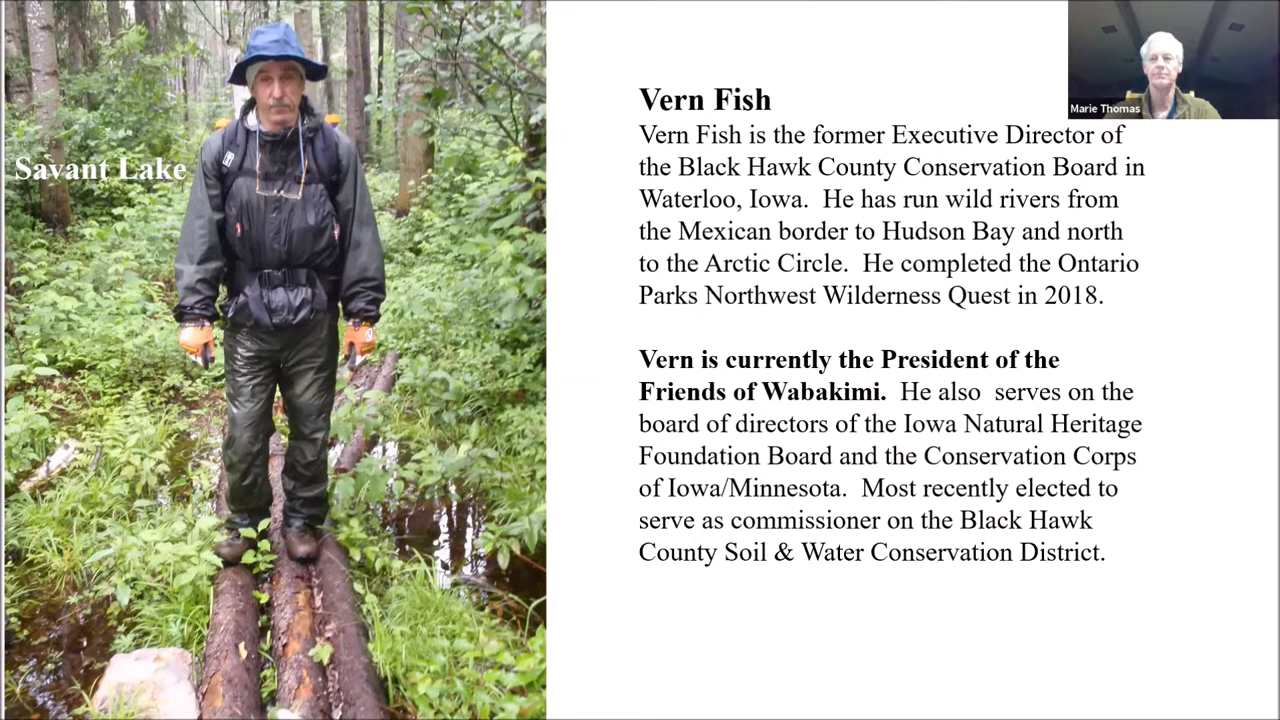 Savant Lake
Marie Thomas
Vern Fish
Vern Fish is the former Executive Director of
the Black Hawk County Conservation Board in
Waterloo, Iowa.  He has run wild rivers from
the Mexican border to Hudson Bay and north
to the Arctic Circle.  He completed the Ontario
Parks Northwest Wilderness Quest in 2018.
Vern is currently the President of the
Friends of Wabakimi.  He also  serves on the
board of directors of the Iowa Natural Heritage
Foundation Board and the Conservation Corps
of Iowa/Minnesota.  Most recently elected to
serve as commissioner on the Black Hawk
County Soil & Water Conservation District.